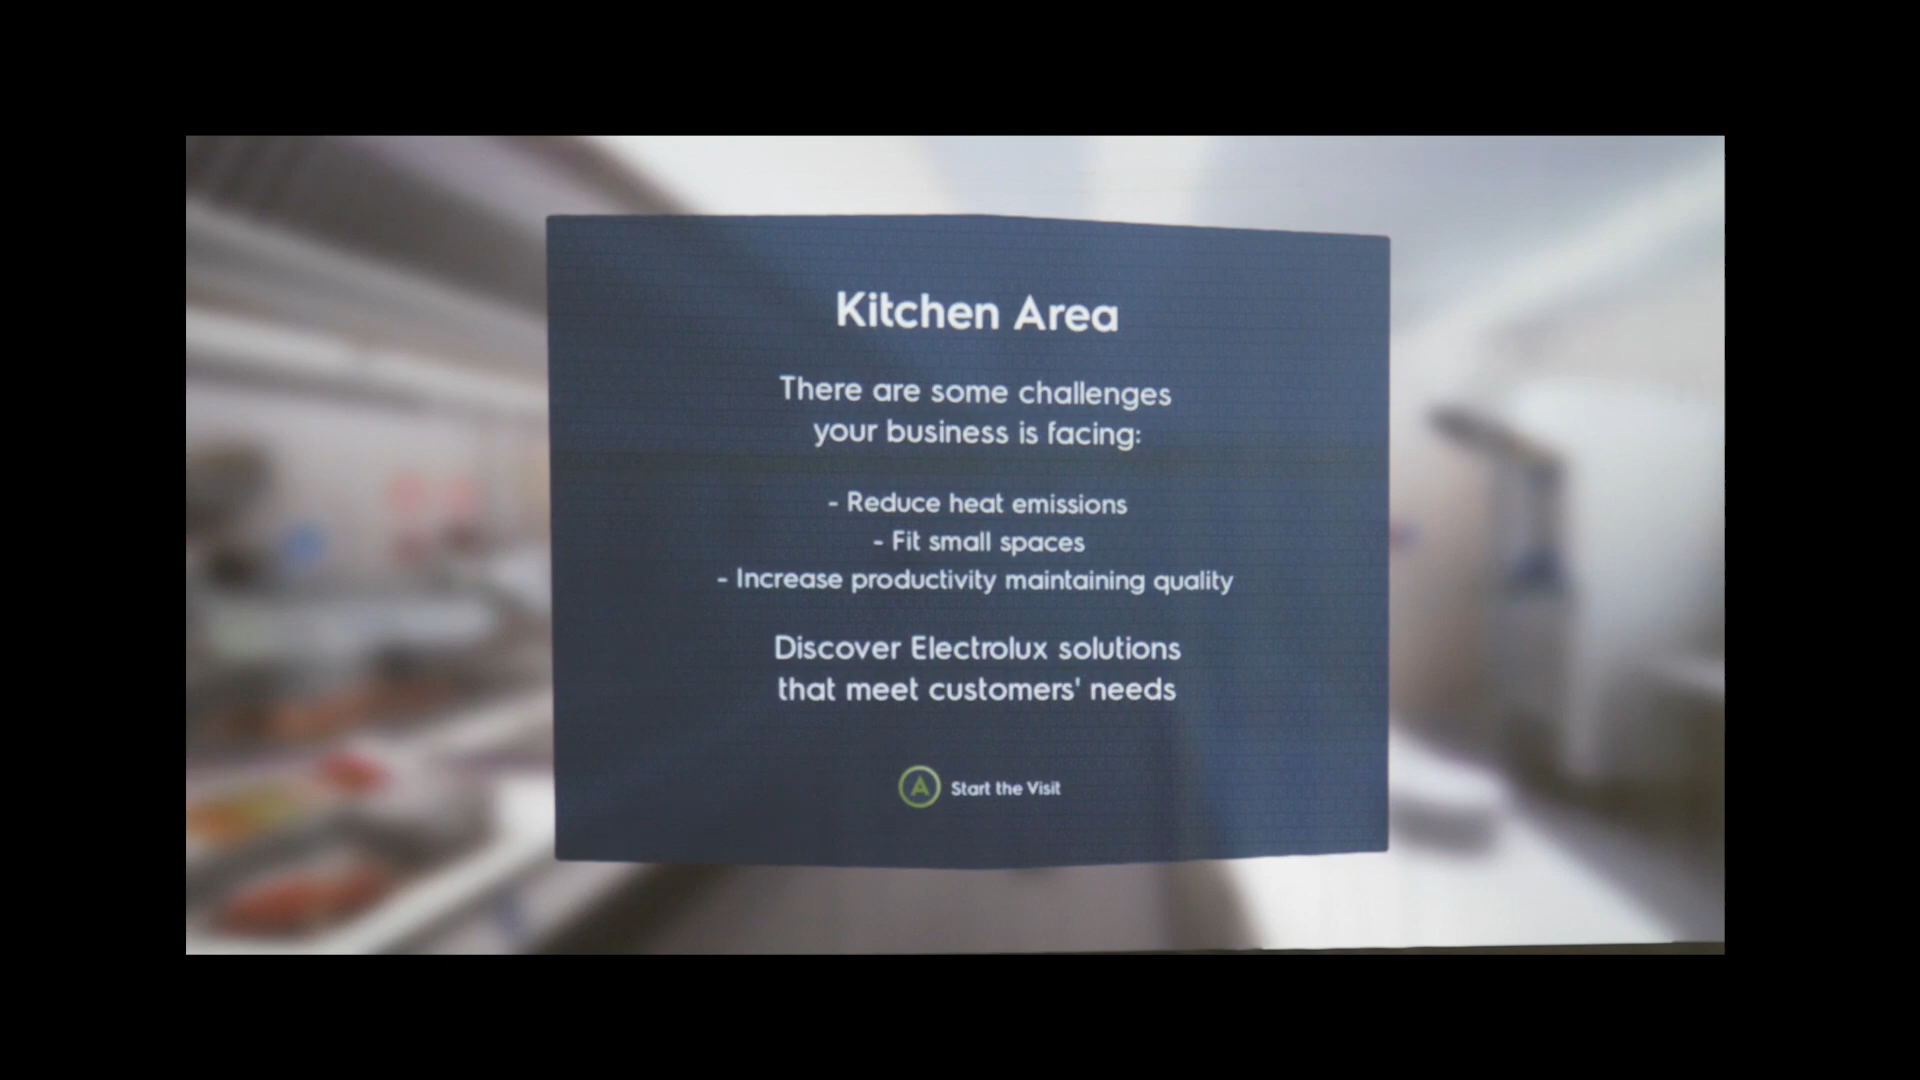 Kitchen Area
There are some challenges
your business is facing:
- Reduce heat emissions
- Fit small spaces
- Increase productivity maintaining quality
Discover Electrolux solutions
that meet customers' needs
A Start the Visit